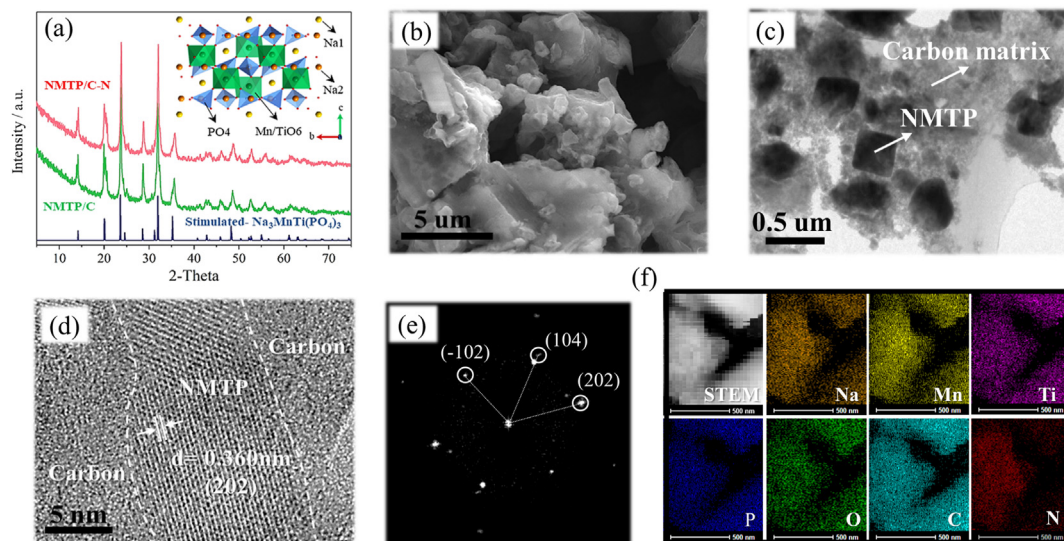 (a)
Na1
Na2
c
b
PO4
Mn/TiO6
NMTP/C-N
NMTP/C
Stimulated- Na₃MnTi(PO₄)₃
Intensity / a.u.
10 20 30 40 50 60 70
2-Theta
(b)
5 um
(c)
Carbon matrix
NMTP
0.5 um
(d)
Carbon
NMTP
d= 0.360nm
(202)
Carbon
5 nm
(e)
(-102)
(104)
(202)
(f)
STEM
500 nm
Na
500 nm
Mn
500 nm
Ti
500 nm
P
500 nm
O
500 nm
C
500 nm
N
500 nm